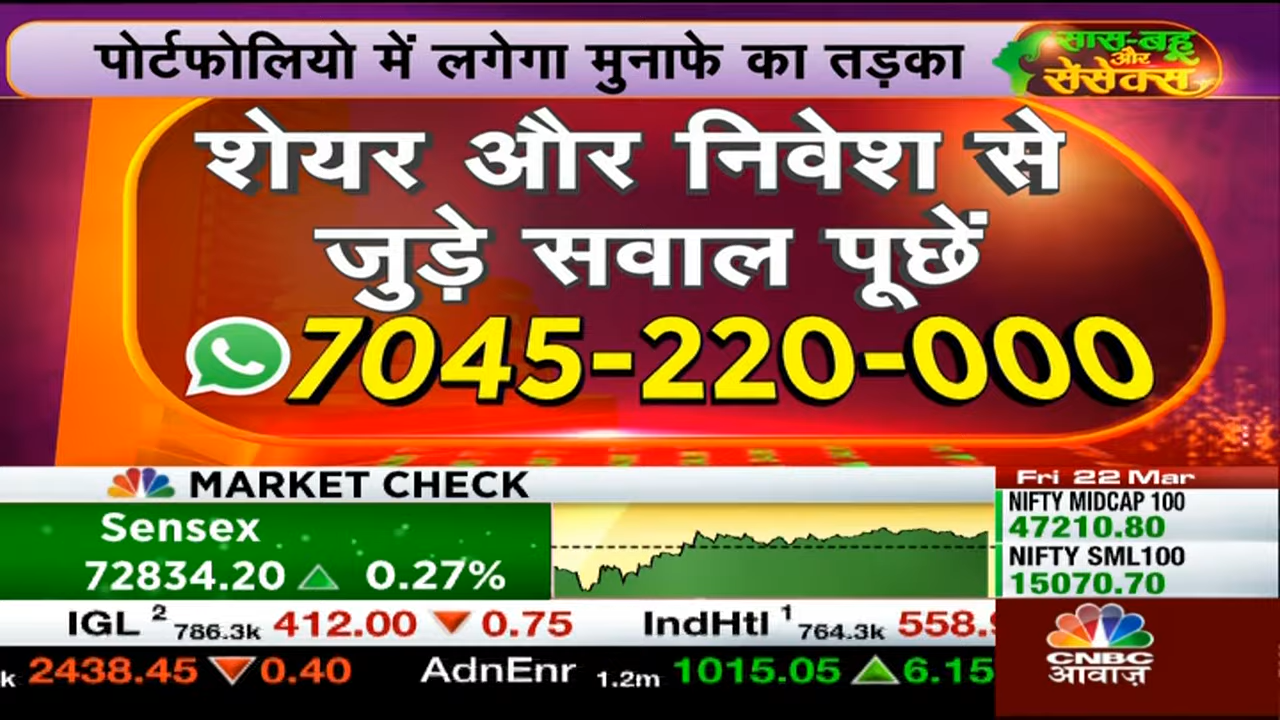 पोर्टफोलियो में लगेगा मुनाफे का तड़का
सास-बहू
और
सेंसेक्स
शेयर और निवेश से
जुड़े सवाल पूछें
7045-220-000
MARKET CHECK
Fri 22 Mar
Sensex
72834.20 ▲ 0.27%
NIFTY MIDCAP 100
47210.80
NIFTY SML100
15070.70
IGL 2 786.3k 412.00 ▼ 0.75 IndHtl 1 764.3k 558.9
k 2438.45 ▼ 0.40 AdnEnr 1.2m 1015.05 ▲ 6.15
CNBC
आवाज़